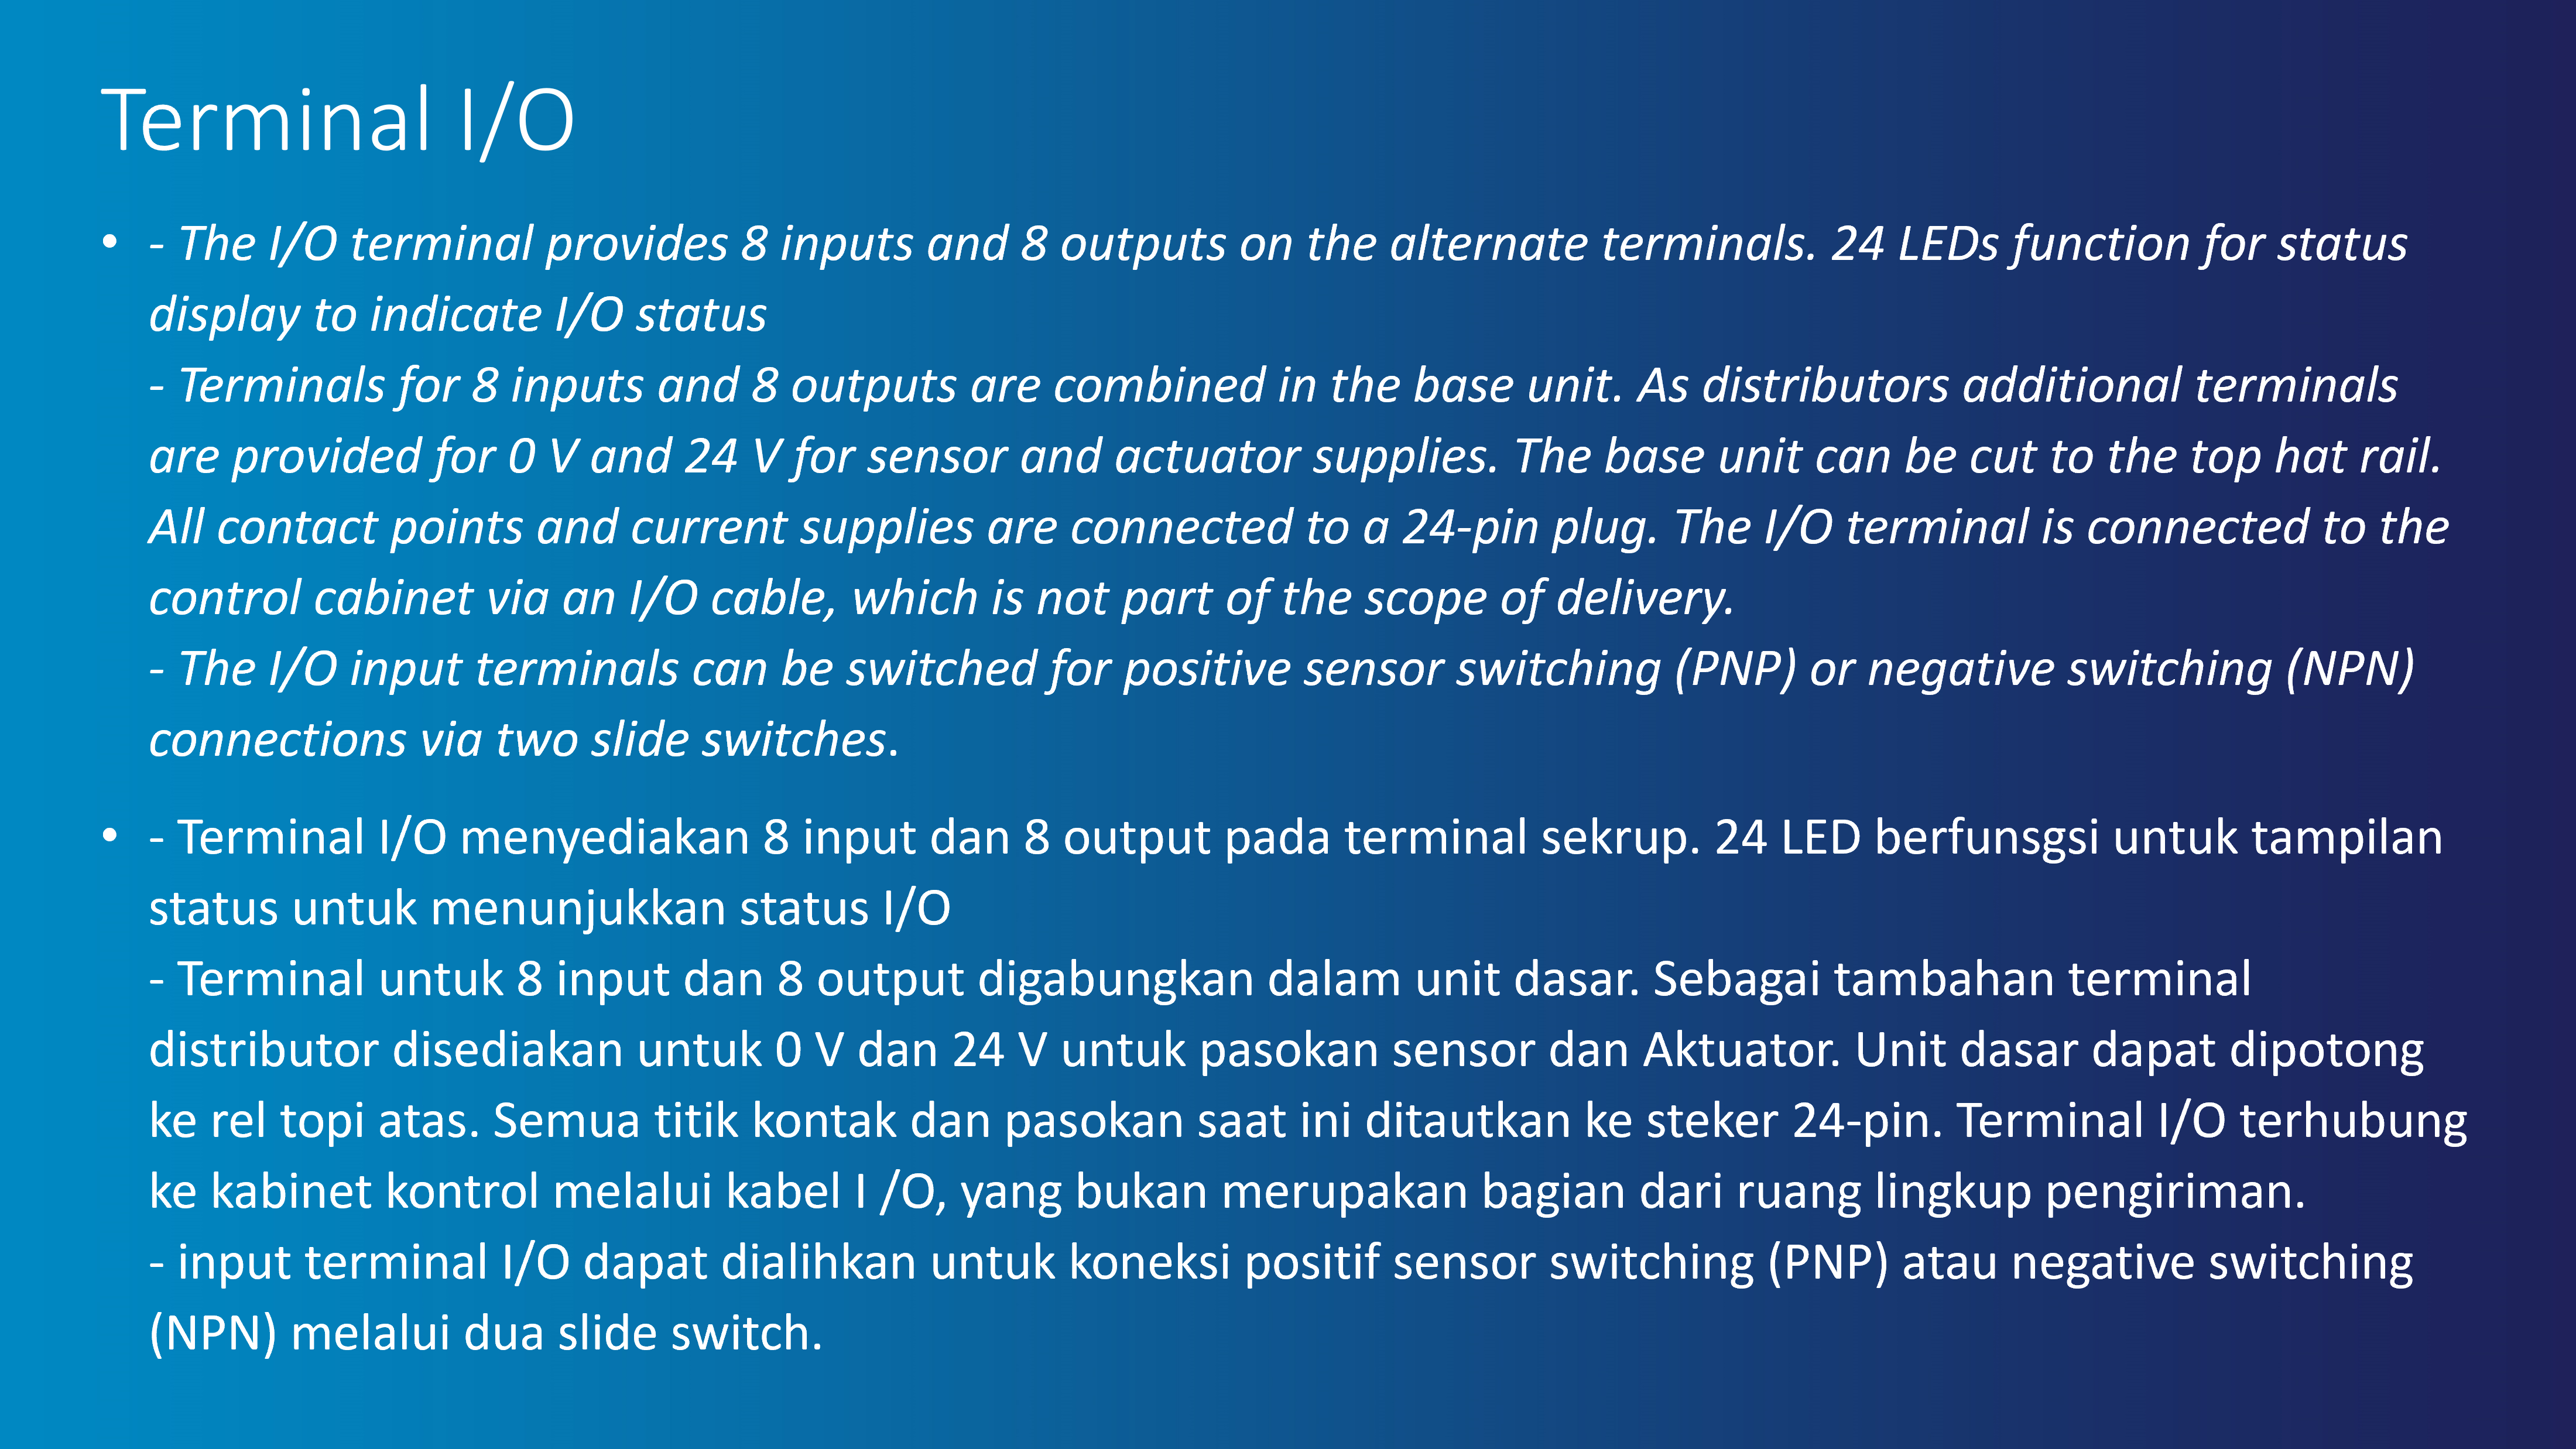 Terminal I/O
• - The I/O terminal provides 8 inputs and 8 outputs on the alternate terminals. 24 LEDs function for status
display to indicate I/O status
- Terminals for 8 inputs and 8 outputs are combined in the base unit. As distributors additional terminals
are provided for 0 V and 24 V for sensor and actuator supplies. The base unit can be cut to the top hat rail.
All contact points and current supplies are connected to a 24-pin plug. The I/O terminal is connected to the
control cabinet via an I/O cable, which is not part of the scope of delivery.
- The I/O input terminals can be switched for positive sensor switching (PNP) or negative switching (NPN)
connections via two slide switches.
• - Terminal I/O menyediakan 8 input dan 8 output pada terminal sekrup. 24 LED berfunsgsi untuk tampilan
status untuk menunjukkan status I/O
- Terminal untuk 8 input dan 8 output digabungkan dalam unit dasar. Sebagai tambahan terminal
distributor disediakan untuk 0 V dan 24 V untuk pasokan sensor dan Aktuator. Unit dasar dapat dipotong
ke rel topi atas. Semua titik kontak dan pasokan saat ini ditautkan ke steker 24-pin. Terminal I/O terhubung
ke kabinet kontrol melalui kabel I /O, yang bukan merupakan bagian dari ruang lingkup pengiriman.
- input terminal I/O dapat dialihkan untuk koneksi positif sensor switching (PNP) atau negative switching
(NPN) melalui dua slide switch.